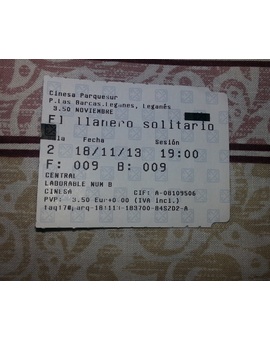 Cinesa Parquesur
P.Las Barcas.Leganes, Leganés
3.50 NOVIEMBRE
El llanero solitario
la Fecha Sesión
2 18/11/13 19:00
F: 009 B: 009
CENTRAL
LABORABLE NUM B
CINESA CIF: A-08109506
PVP: 3.50 Eur+0.00 (IVA incl.)